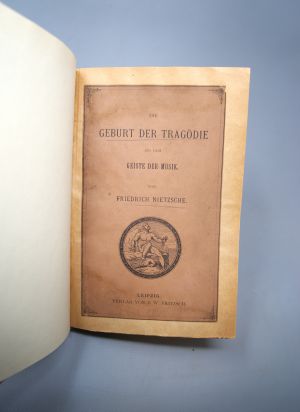 DIE
GEBURT DER TRAGÖDIE
AUS DEM
GEISTE DER MUSIK.
VON
FRIEDRICH NIETZSCHE.
LEIPZIG.
VERLAG VON E. W. FRITZSCH.